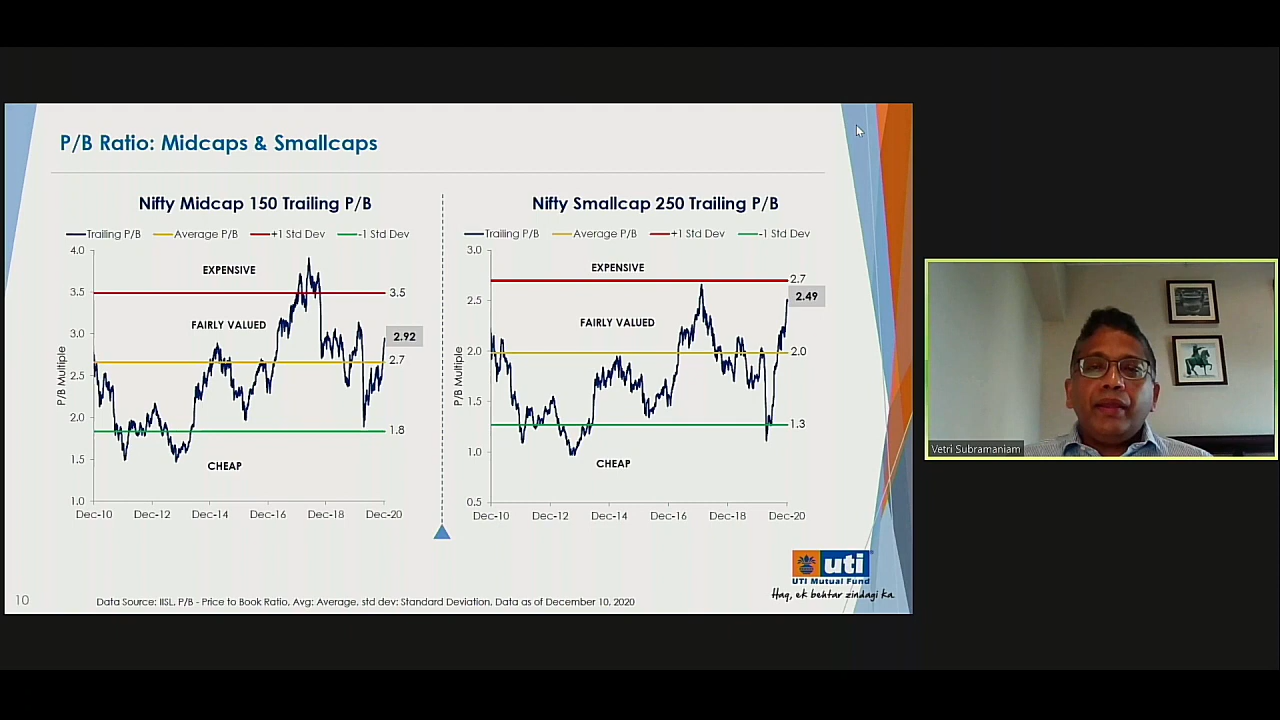 P/B Ratio: Midcaps & Smallcaps
Nifty Midcap 150 Trailing P/B
Trailing P/B Average P/B +1 Std Dev -1 Std Dev
P/B Multiple
4.0
3.5
3.0
2.5
2.0
1.5
1.0
EXPENSIVE
FAIRLY VALUED
CHEAP
3.5
2.92
2.7
1.8
Dec-10 Dec-12 Dec-14 Dec-16 Dec-18 Dec-20
Nifty Smallcap 250 Trailing P/B
Trailing P/B Average P/B +1 Std Dev -1 Std Dev
P/B Multiple
3.0
2.5
2.0
1.5
1.0
0.5
EXPENSIVE
FAIRLY VALUED
CHEAP
2.7
2.49
2.0
1.3
Dec-10 Dec-12 Dec-14 Dec-16 Dec-18 Dec-20
uti
UTI Mutual Fund
Haq, ek behtar zindagi ka
10
Data Source: IISL, P/B - Price to Book Ratio, Avg: Average, std dev: Standard Deviation, Data as of December 10, 2020
Vetri Subramaniam